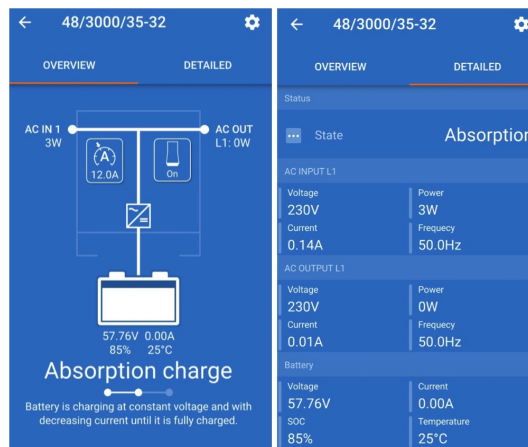 48/3000/35-32
OVERVIEW
DETAILED
AC IN 1
3W
AC OUT
L1: 0W
A
12.0A
On
57.76V 0.00A
85% 25°C
Absorption charge
Battery is charging at constant voltage and with
decreasing current until it is fully charged.
48/3000/35-32
OVERVIEW
DETAILED
Status
State
Absorption
AC INPUT L1
Voltage
Power
230V
3W
Current
Frequecy
0.14A
50.0Hz
AC OUTPUT L1
Voltage
Power
230V
0W
Current
Frequecy
0.01A
50.0Hz
Battery
Voltage
Current
57.76V
0.00A
SOC
Temperature
85%
25°C